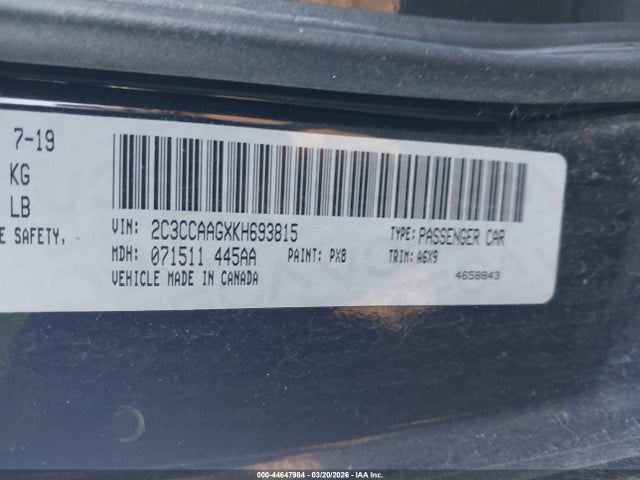 7-19
KG
LB
E SAFETY,
VIN: 2C3CCAAGXKH693815 TYPE: PASSENGER CAR
MDH: 071511 445AA PAINT: PX8 TRIM: A6X9
VEHICLE MADE IN CANADA 4658843
000-44647984 | 03/20/2026 - IAA Inc.